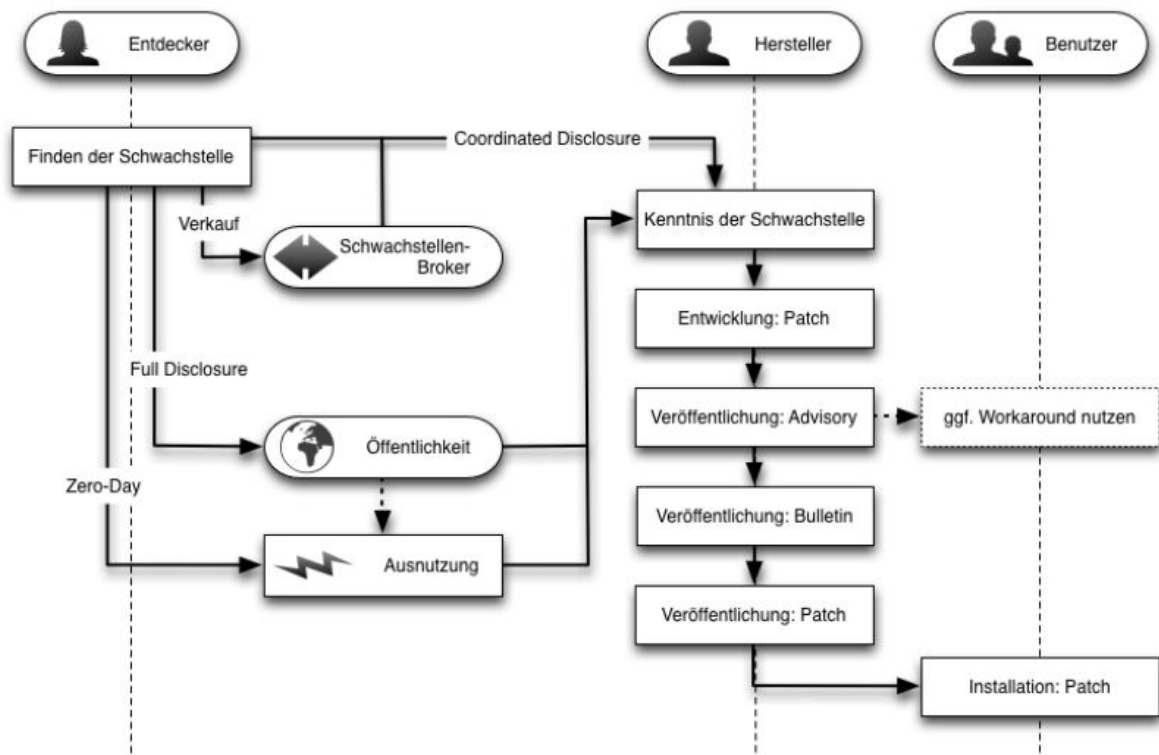 Entdecker
Hersteller
Benutzer
Finden der Schwachstelle
Coordinated Disclosure
Verkauf
Schwachstellen-
Broker
Kenntnis der Schwachstelle
Entwicklung: Patch
Full Disclosure
Veröffentlichung: Advisory
ggf. Workaround nutzen
Öffentlichkeit
Zero-Day
Veröffentlichung: Bulletin
Ausnutzung
Veröffentlichung: Patch
Installation: Patch